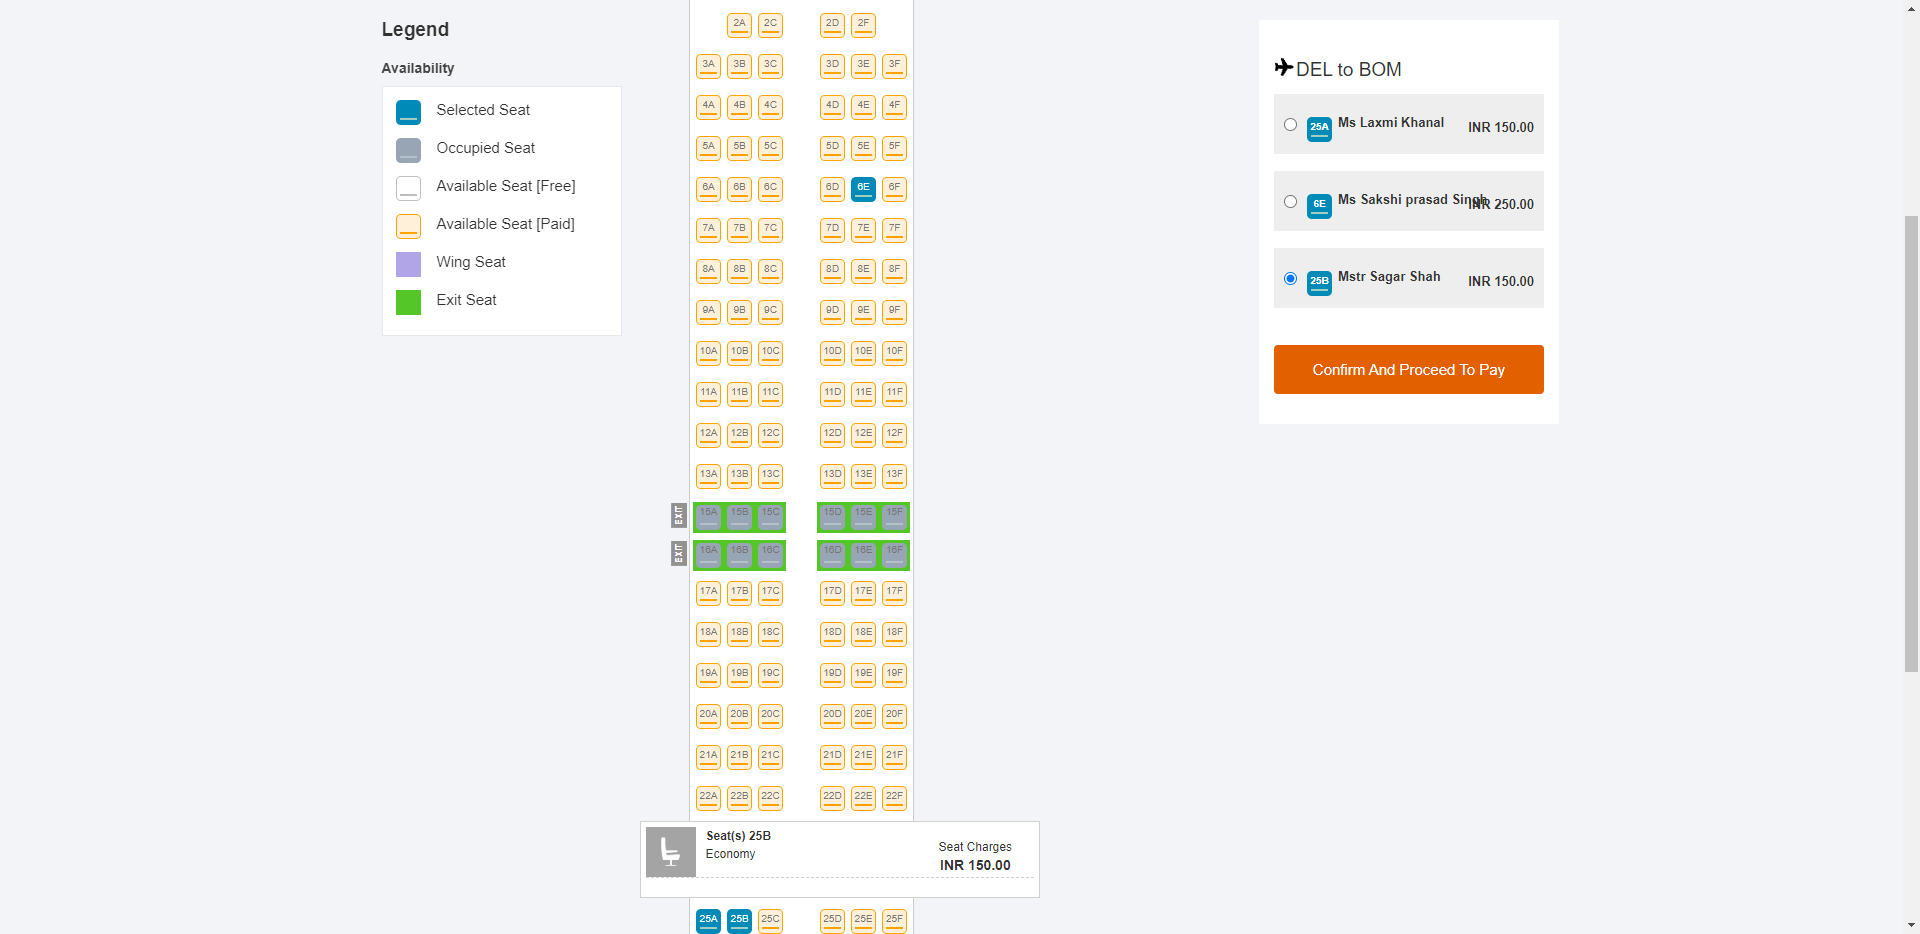 Legend
Availability
Selected Seat
Occupied Seat
Available Seat [Free]
Available Seat [Paid]
Wing Seat
Exit Seat
2A 2C 2D 2F
3A 3B 3C 3D 3E 3F
4A 4B 4C 4D 4E 4F
5A 5B 5C 5D 5E 5F
6A 6B 6C 6D 6E 6F
7A 7B 7C 7D 7E 7F
8A 8B 8C 8D 8E 8F
9A 9B 9C 9D 9E 9F
10A 10B 10C 10D 10E 10F
11A 11B 11C 11D 11E 11F
12A 12B 12C 12D 12E 12F
13A 13B 13C 13D 13E 13F
EXIT 15A 15B 15C 15D 15E 15F
EXIT 16A 16B 16C 16D 16E 16F
17A 17B 17C 17D 17E 17F
18A 18B 18C 18D 18E 18F
19A 19B 19C 19D 19E 19F
20A 20B 20C 20D 20E 20F
21A 21B 21C 21D 21E 21F
22A 22B 22C 22D 22E 22F
Seat(s) 25B
Economy
Seat Charges
INR 150.00
25A 25B 25C 25D 25E 25F
DEL to BOM
25A Ms Laxmi Khanal INR 150.00
6E Ms Sakshi prasad Singh INR 250.00
25B Mstr Sagar Shah INR 150.00
Confirm And Proceed To Pay